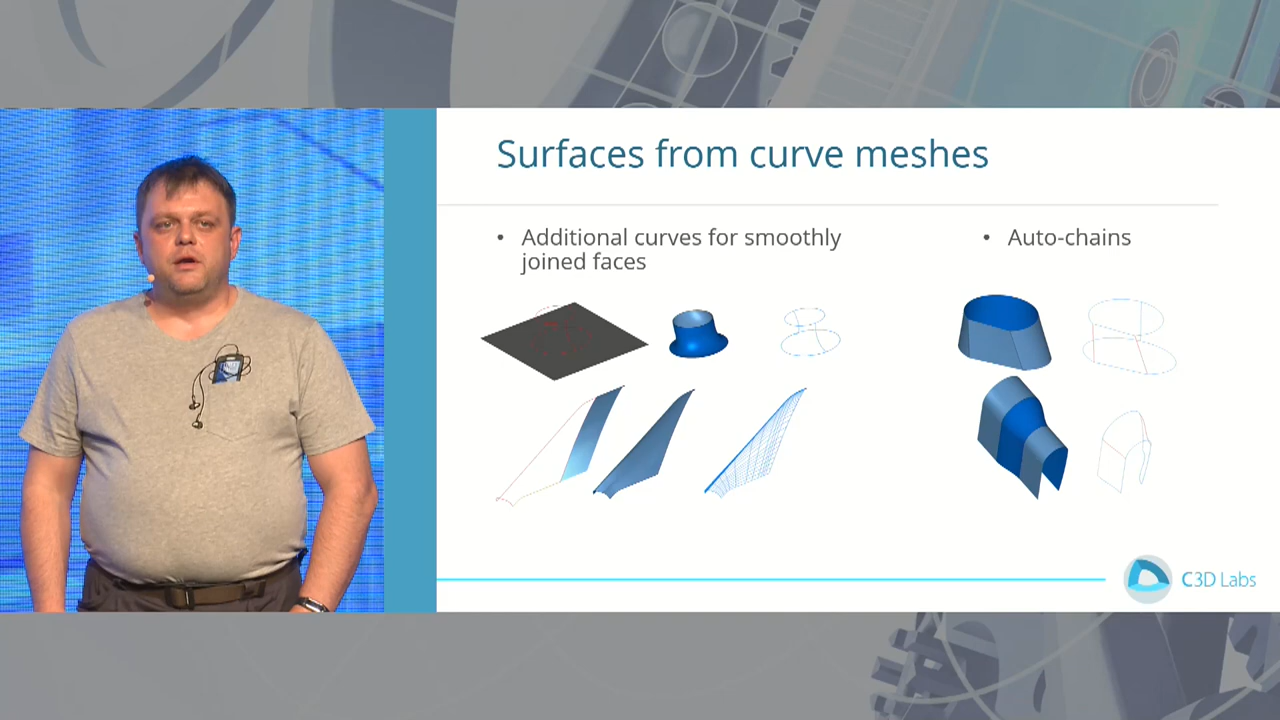 Surfaces from curve meshes
• Additional curves for smoothly
joined faces
• Auto-chains
C3D Labs